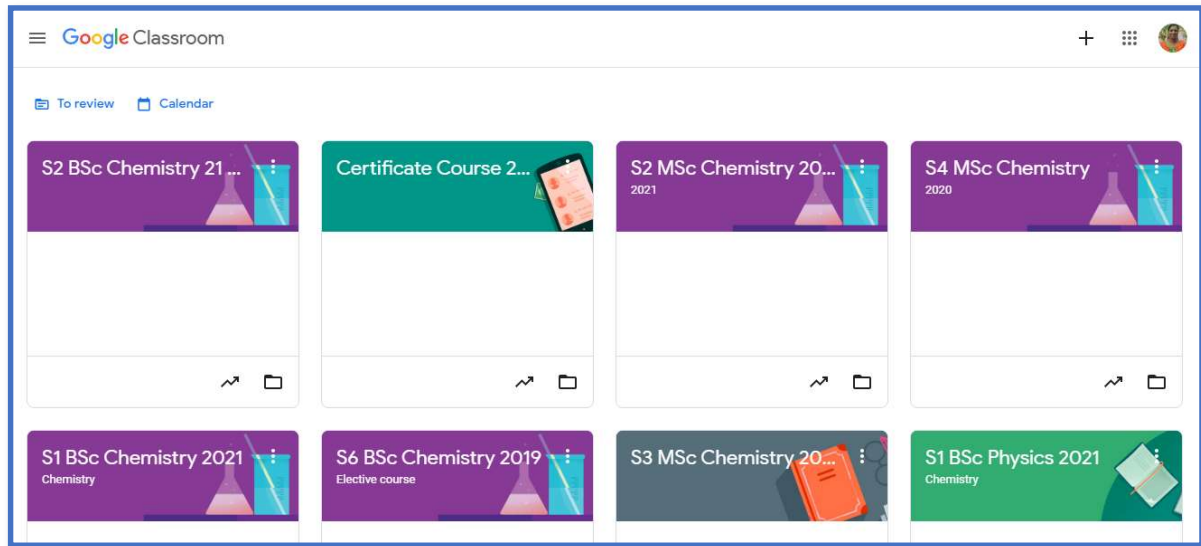 Google Classroom
To review Calendar
S2 BSc Chemistry 21 ...
Certificate Course 2...
S2 MSc Chemistry 20...
2021
S4 MSc Chemistry
2020
S1 BSc Chemistry 2021
Chemistry
S6 BSc Chemistry 2019
Elective course
S3 MSc Chemistry 20...
S1 BSc Physics 2021
Chemistry